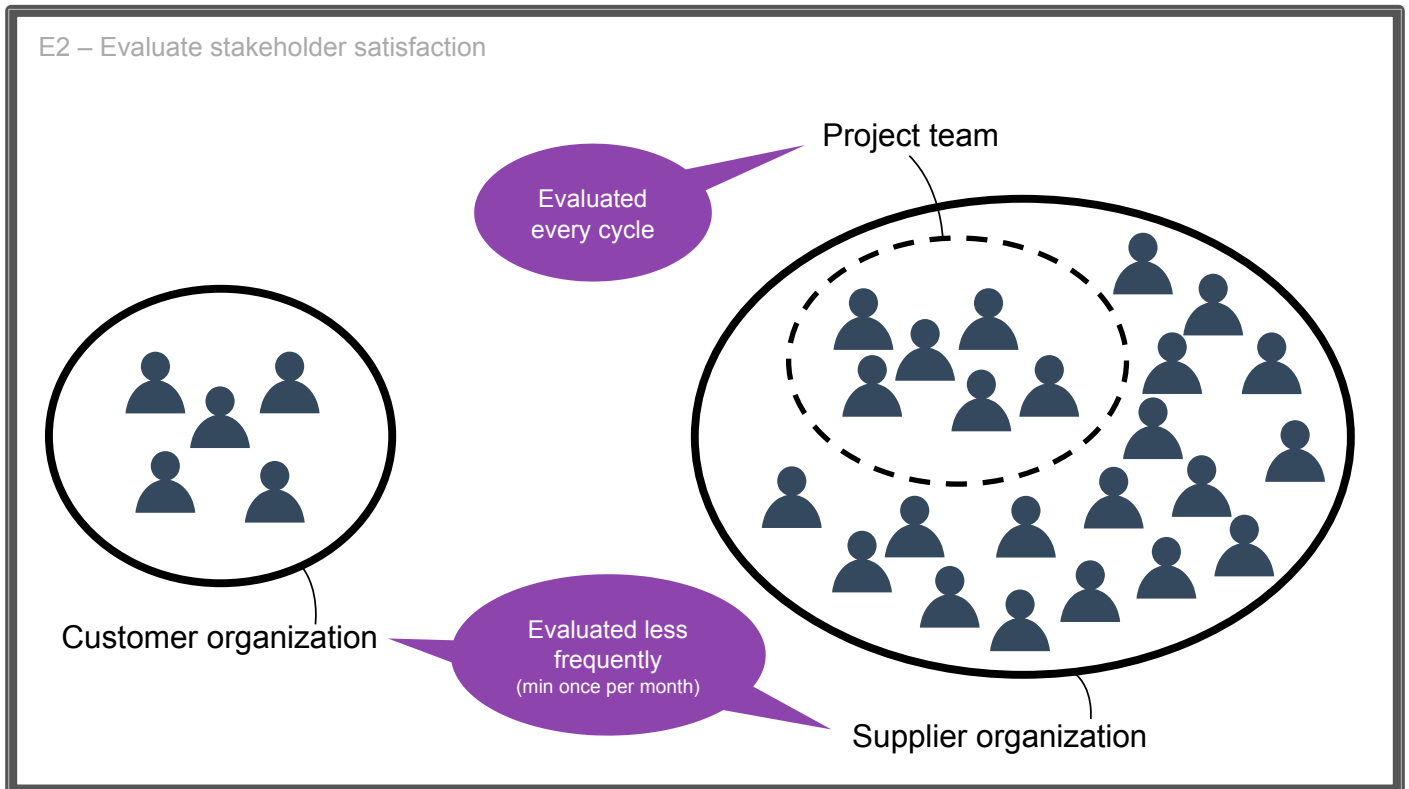 E2 – Evaluate stakeholder satisfaction
Project team
Evaluated
every cycle
Customer organization
Evaluated less
frequently
(min once per month)
Supplier organization